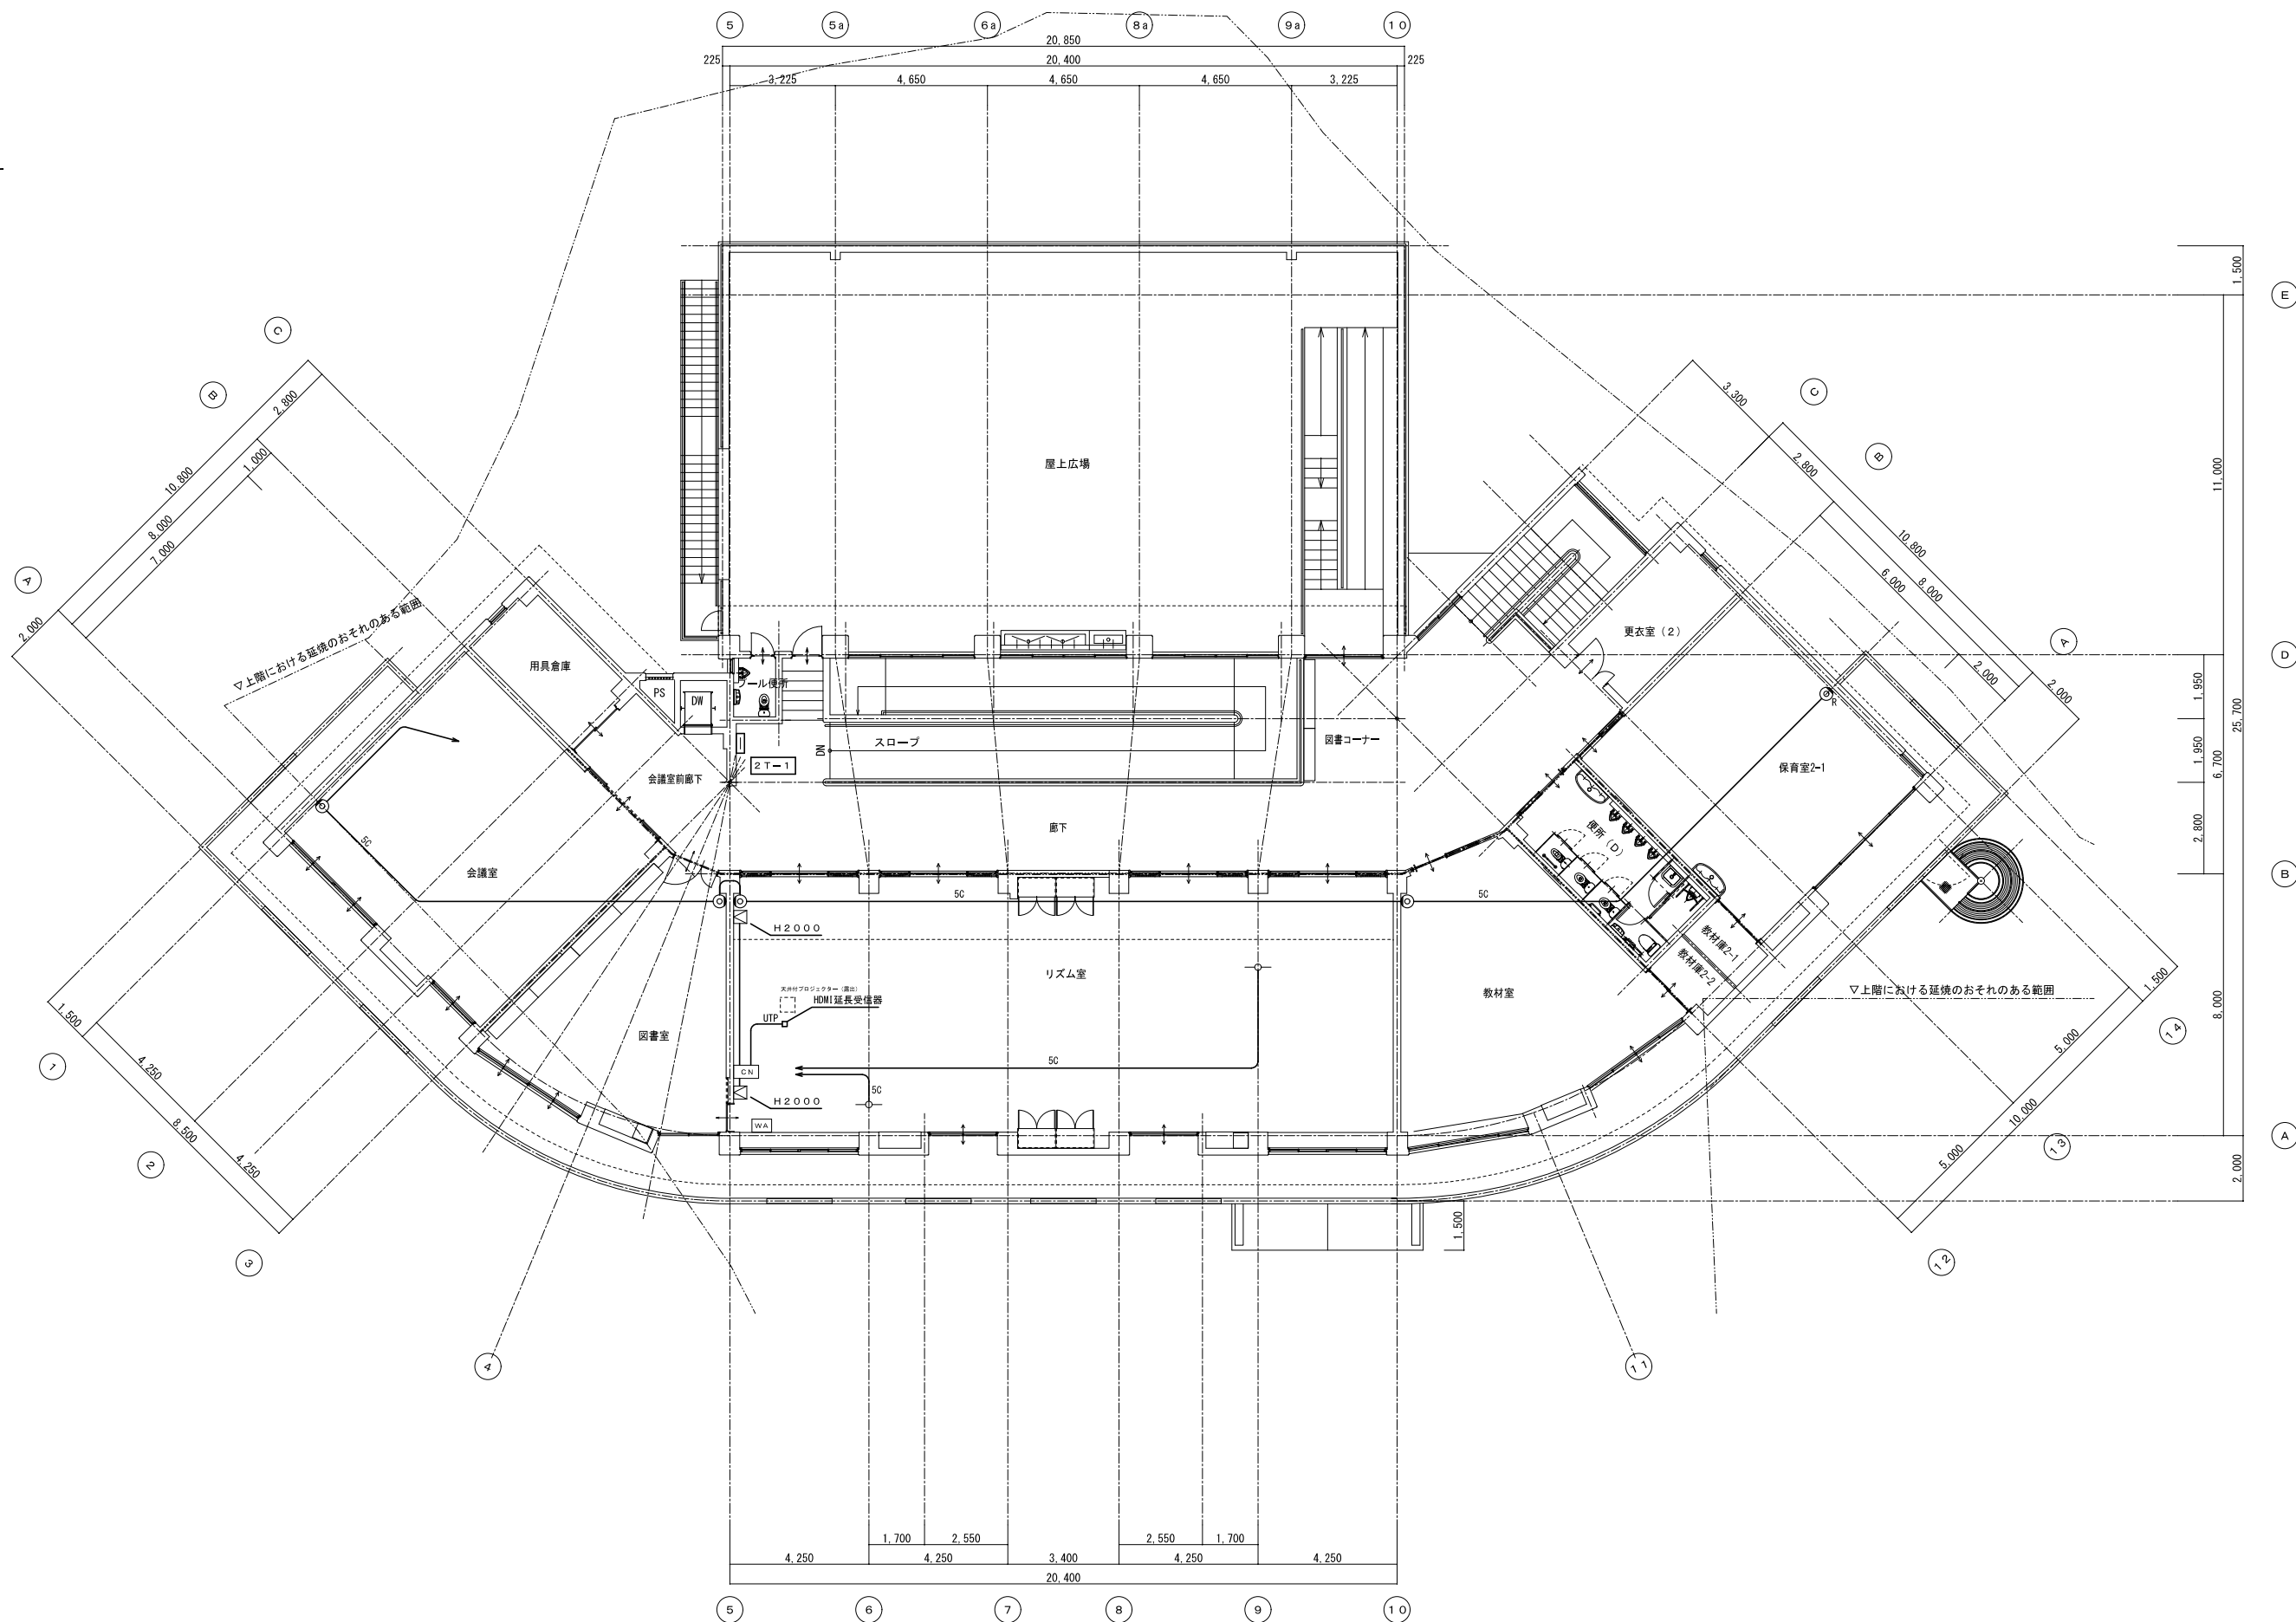 5 5a 6a 8a 9a 10
20,850
225 20,400 225
3,225 4,650 4,650 4,650 3,225
1,500
E
C
B
2,800
1,000
10,800
8,000
7,000
A
2,000
▽上階における延焼のおそれのある範囲
3,300
C
B
2,800
10,800
8,000
6,000
A
2,000
2,000
11,000
屋上広場
更衣室（2）
用具倉庫
PS
DW
プール便所
D
1,950
25,700
スロープ
DN
図書コーナー
2T-1
会議室前廊下
保育室2-1
R
1,950
6,700
2,800
廊下
便所（D）
5C
会議室
5C
5C
B
H2000
リズム室
教材庫2-1
教材庫2-2
教材室
▽上階における延焼のおそれのある範囲
天井付プロジェクター（露出）
HDMI延長受信器
UTP
図書室
5C
CN
5C
H2000
WA
8,000
A
2,000
1,500
1,500
1
4,250
8,500
2
4,250
3
4
1,500
14
5,000
10,000
13
5,000
12
11
1,700 2,550 2,550 1,700
4,250 4,250 3,400 4,250 4,250
20,400
5 6 7 8 9 10